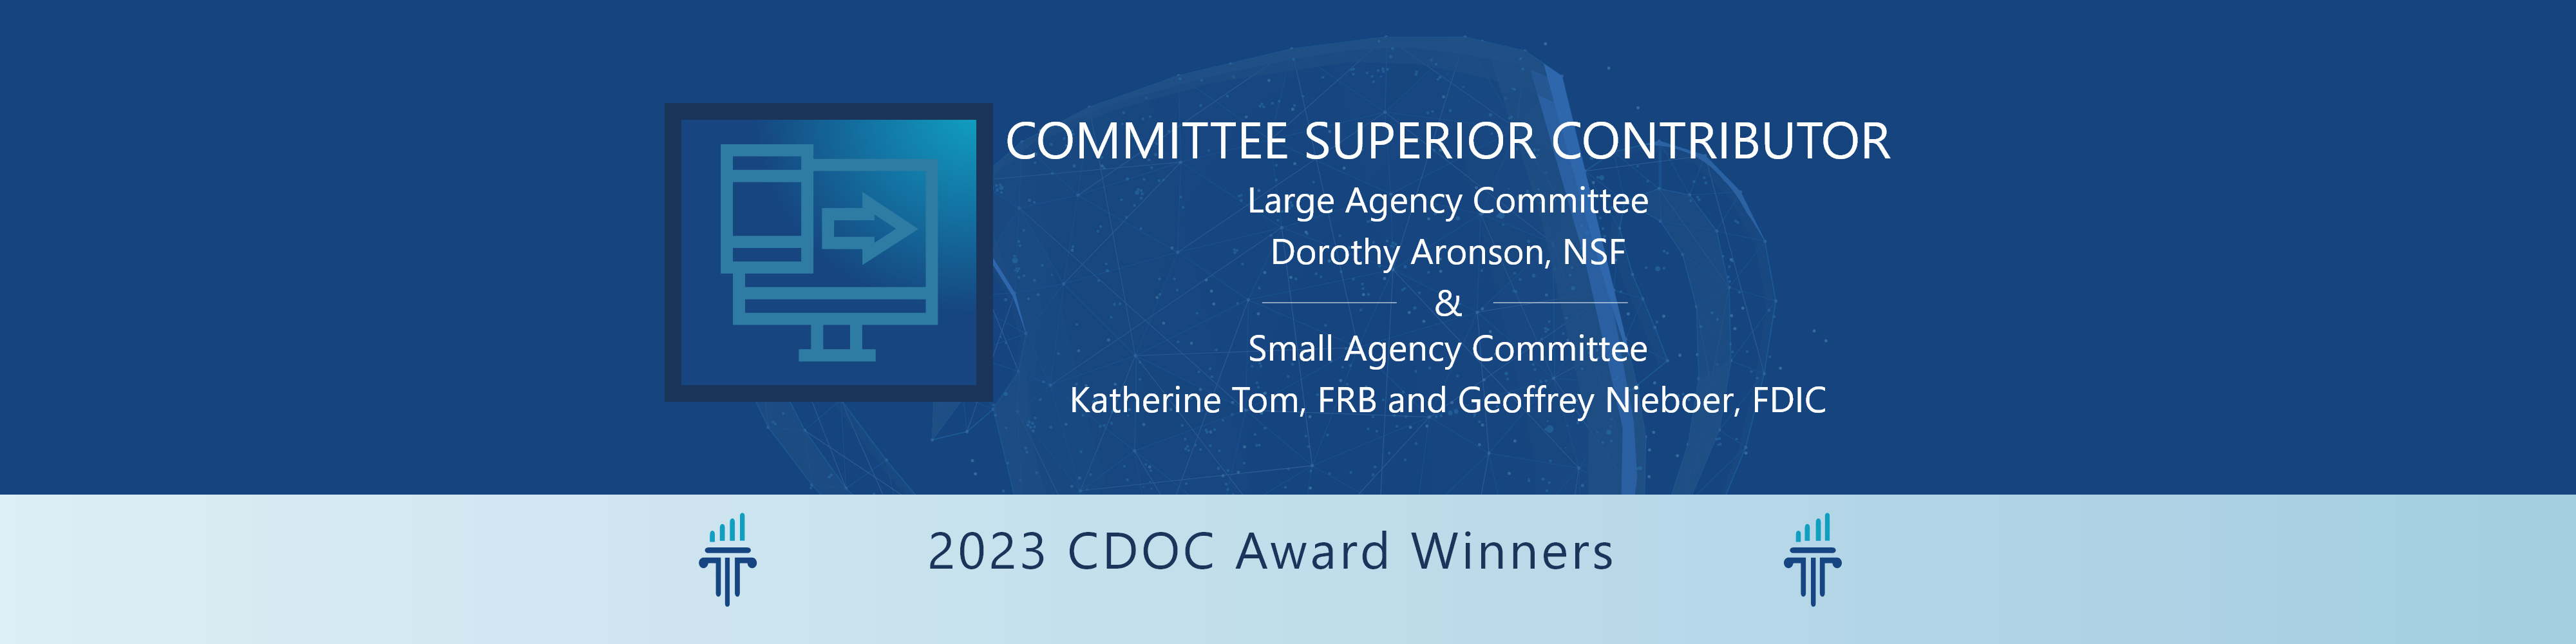 COMMITTEE SUPERIOR CONTRIBUTOR
Large Agency Committee
Dorothy Aronson, NSF
&
Small Agency Committee
Katherine Tom, FRB and Geoffrey Nieboer, FDIC
2023 CDOC Award Winners